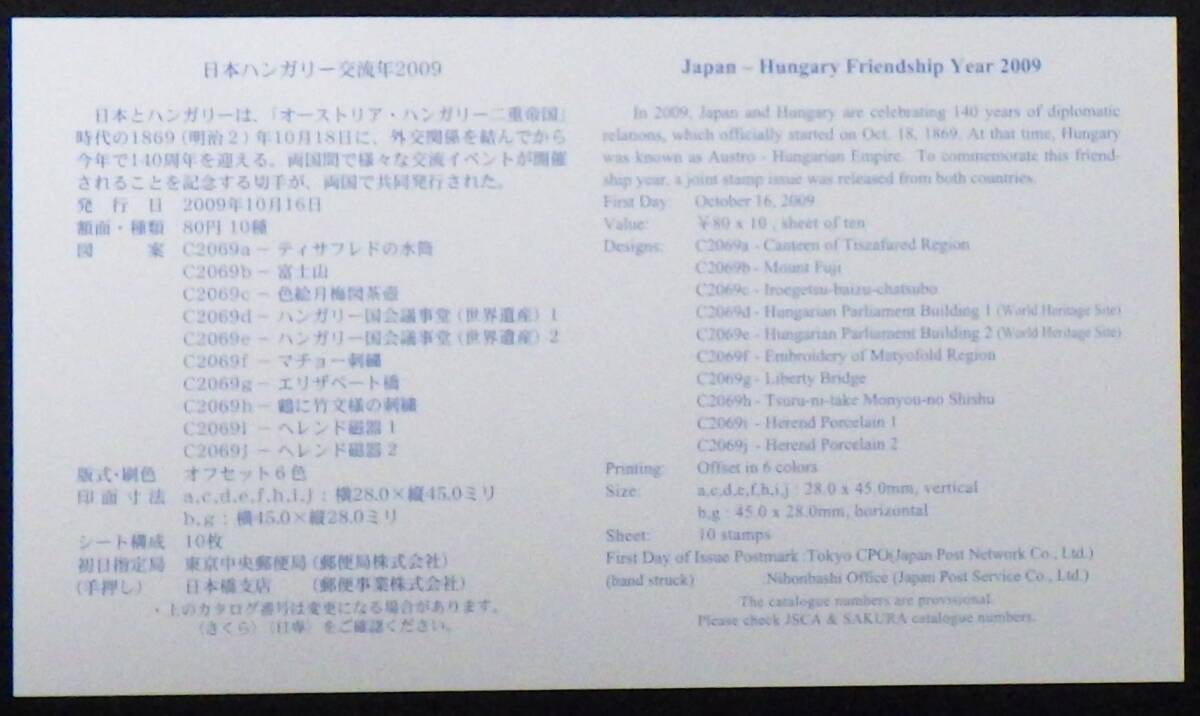 日本ハンガリー交流年2009
日本とハンガリーは、「オーストリア・ハンガリー二重帝国」
時代の1869(明治2)年10月18日に、外交関係を結んでから
今年で140周年を迎える。両国間で様々な交流イベントが開催
されることを記念する切手が、両国で共同発行された。
発行日 2009年10月16日
額面・種類 80円 10種
図案 C2069a－ティサフレドの水筒
C2069b－富士山
C2069c－色絵月梅図茶壺
C2069d－ハンガリー国会議事堂(世界遺産)1
C2069e－ハンガリー国会議事堂(世界遺産)2
C2069f－マチョー刺繍
C2069g－エリザベート橋
C2069h－鶴に竹文様の刺繍
C2069i－ヘレンド磁器1
C2069j－ヘレンド磁器2
版式・刷色 オフセット6色
印面寸法 a,c,d,e,f,h,i,j：横28.0×縦45.0ミリ
b,g：横45.0×縦28.0ミリ
シート構成 10枚
初日指定局 東京中央郵便局(郵便局株式会社)
(手押し) 日本橋支店 (郵便事業株式会社)
・上のカタログ番号は変更になる場合があります。
〈さくら〉〈日専〉をご確認ください。
Japan – Hungary Friendship Year 2009
In 2009, Japan and Hungary are celebrating 140 years of diplomatic
relations, which officially started on Oct. 18, 1869. At that time, Hungary
was known as Austro - Hungarian Empire. To commemorate this friend-
ship year, a joint stamp issue was released from both countries.
First Day: October 16, 2009
Value: ￥80 x 10 , sheet of ten
Designs: C2069a - Canteen of Tiszafured Region
C2069b - Mount Fuji
C2069c - Iroegetsu-baizu-chatsubo
C2069d - Hungarian Parliament Building 1 (World Heritage Site)
C2069e - Hungarian Parliament Building 2 (World Heritage Site)
C2069f - Embroidery of Matyofold Region
C2069g - Liberty Bridge
C2069h - Tsuru-ni-take Monyou-no Shishu
C2069i - Herend Porcelain 1
C2069j - Herend Porcelain 2
Printing: Offset in 6 colors
Size: a,c,d,e,f,h,i,j : 28.0 x 45.0mm, vertical
b,g : 45.0 x 28.0mm, horizontal
Sheet: 10 stamps
First Day of Issue Postmark :Tokyo CPO(Japan Post Network Co., Ltd.)
(hand struck) :Nihonbashi Office (Japan Post Service Co., Ltd.)
The catalogue numbers are provisional.
Please check JSCA & SAKURA catalogue numbers.